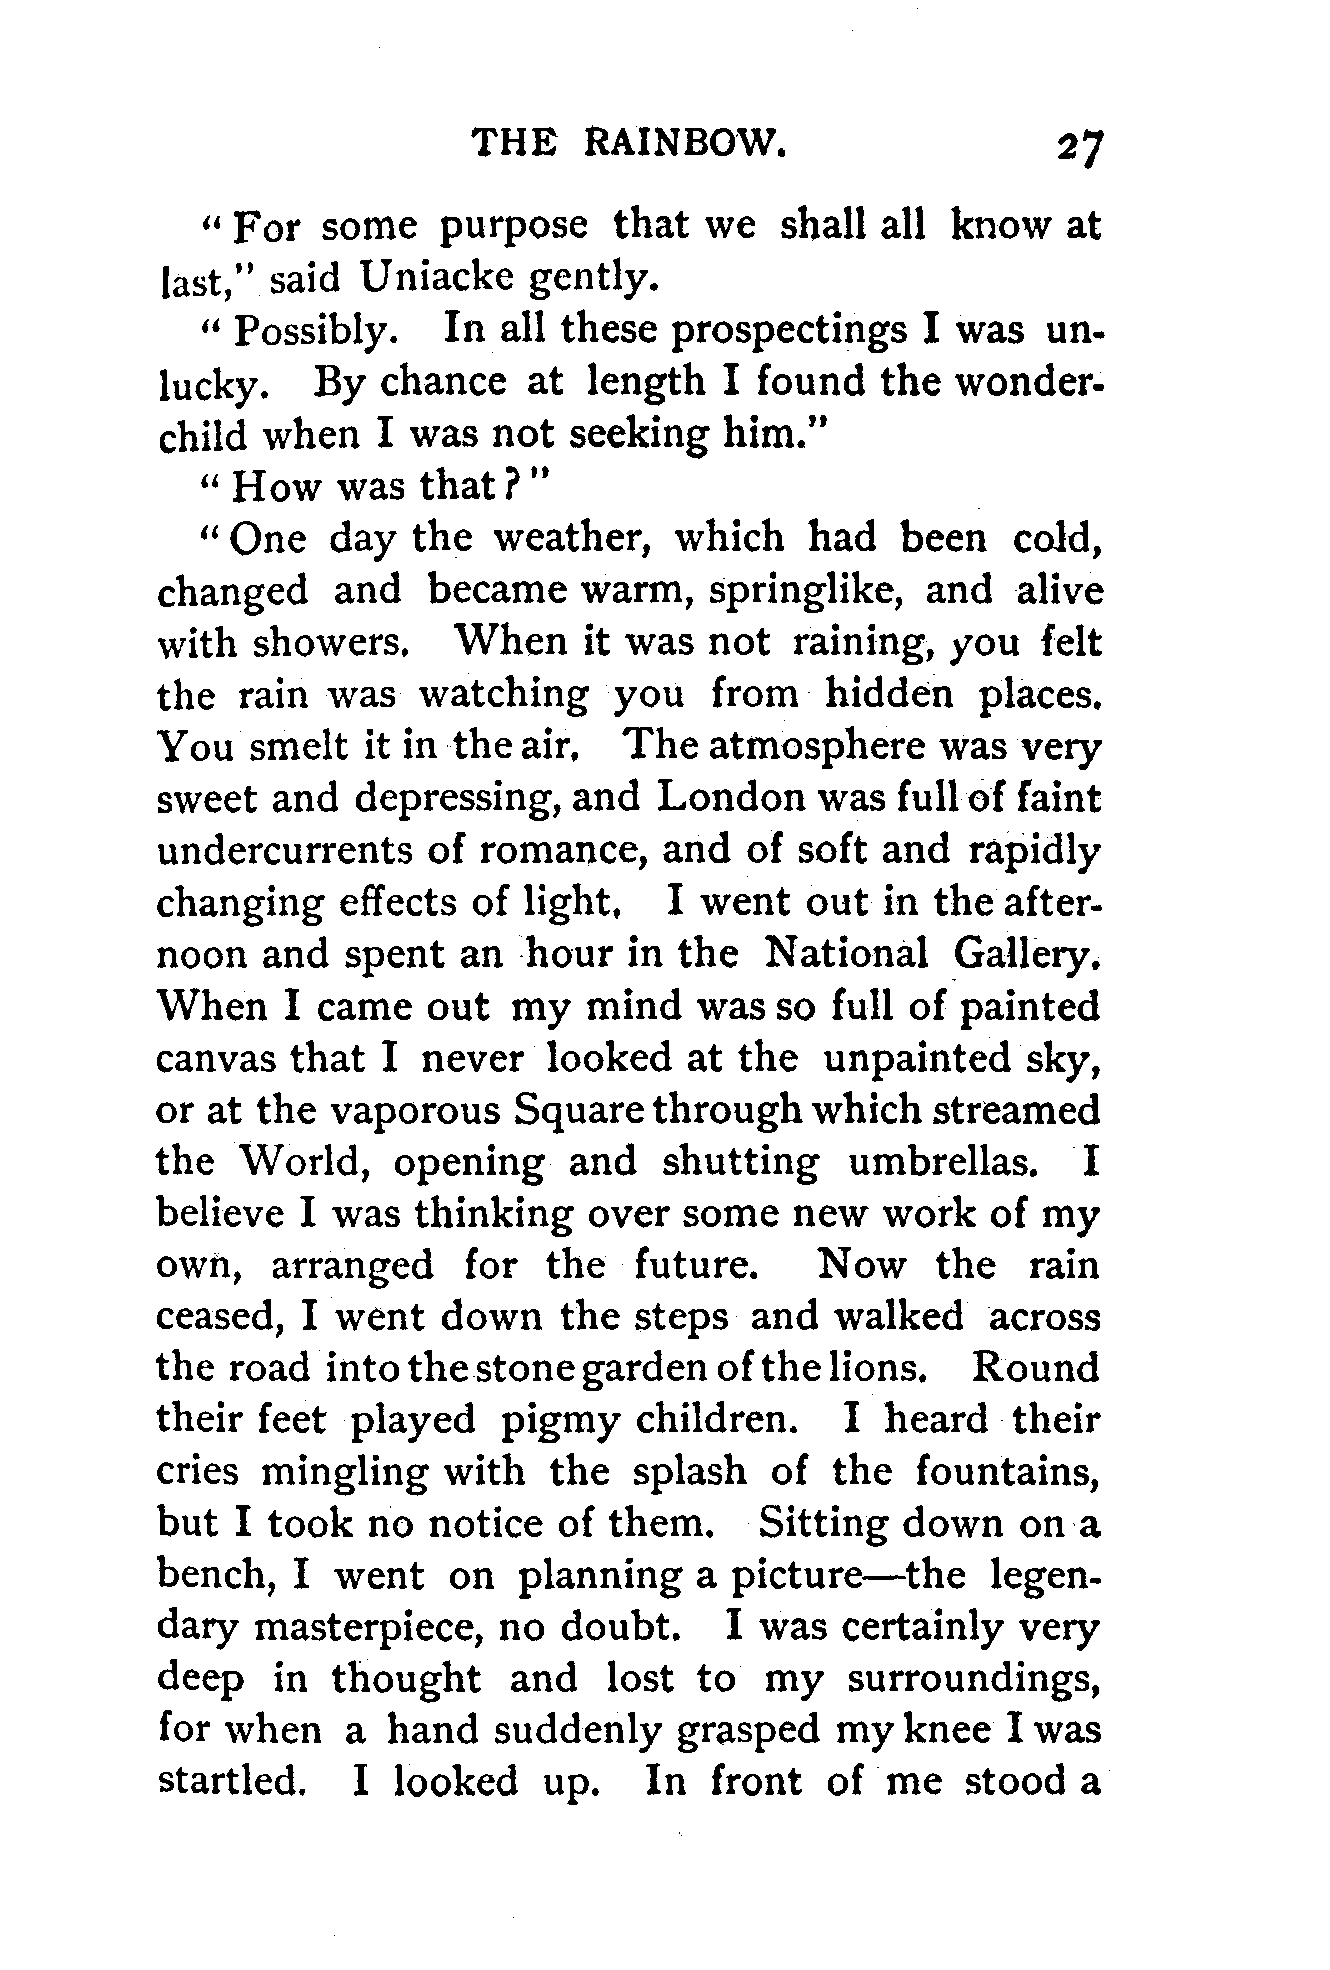 THE RAINBOW. 27
“ For some purpose that we shall all know at
last,” said Uniacke gently.
“ Possibly. In all these prospectings I was un-
lucky. By chance at length I found the wonder-
child when I was not seeking him.”
“ How was that ? ”
“ One day the weather, which had been cold,
changed and became warm, springlike, and alive
with showers. When it was not raining, you felt
the rain was watching you from hidden places.
You smelt it in the air. The atmosphere was very
sweet and depressing, and London was full of faint
undercurrents of romance, and of soft and rapidly
changing effects of light. I went out in the after-
noon and spent an hour in the National Gallery.
When I came out my mind was so full of painted
canvas that I never looked at the unpainted sky,
or at the vaporous Square through which streamed
the World, opening and shutting umbrellas. I
believe I was thinking over some new work of my
own, arranged for the future. Now the rain
ceased, I went down the steps and walked across
the road into the stone garden of the lions. Round
their feet played pigmy children. I heard their
cries mingling with the splash of the fountains,
but I took no notice of them. Sitting down on a
bench, I went on planning a picture—the legen-
dary masterpiece, no doubt. I was certainly very
deep in thought and lost to my surroundings,
for when a hand suddenly grasped my knee I was
startled. I looked up. In front of me stood a